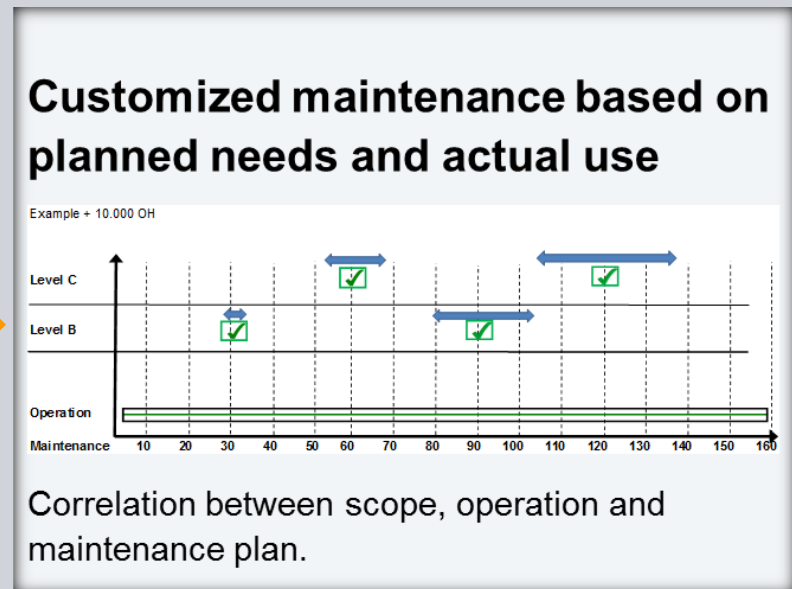 Customized maintenance based on
planned needs and actual use
Example + 10.000 OH
Level C
Level B
Operation
Maintenance 10 20 30 40 50 60 70 80 90 100 110 120 130 140 150 160
Correlation between scope, operation and
maintenance plan.